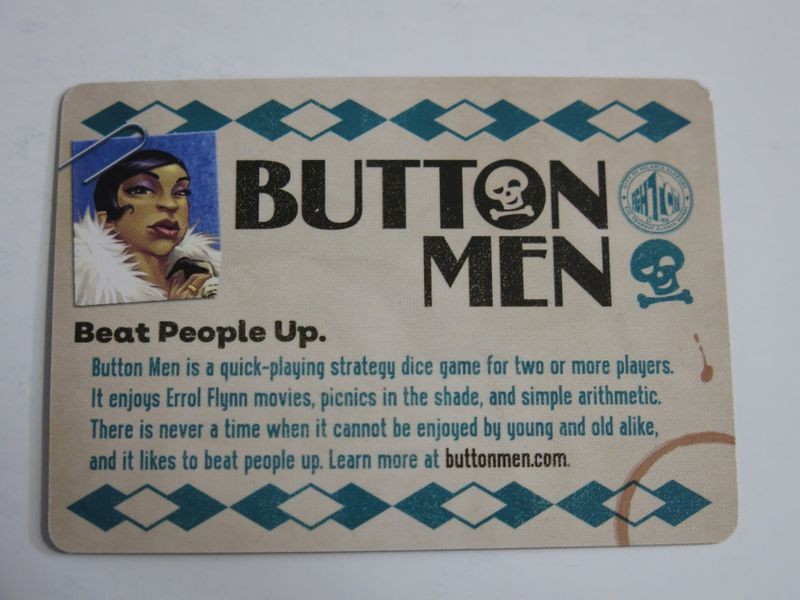 BUTTON
MEN
Beat People Up.
Button Men is a quick-playing strategy dice game for two or more players.
It enjoys Errol Flynn movies, picnics in the shade, and simple arithmetic.
There is never a time when it cannot be enjoyed by young and old alike,
and it likes to beat people up. Learn more at buttonmen.com.